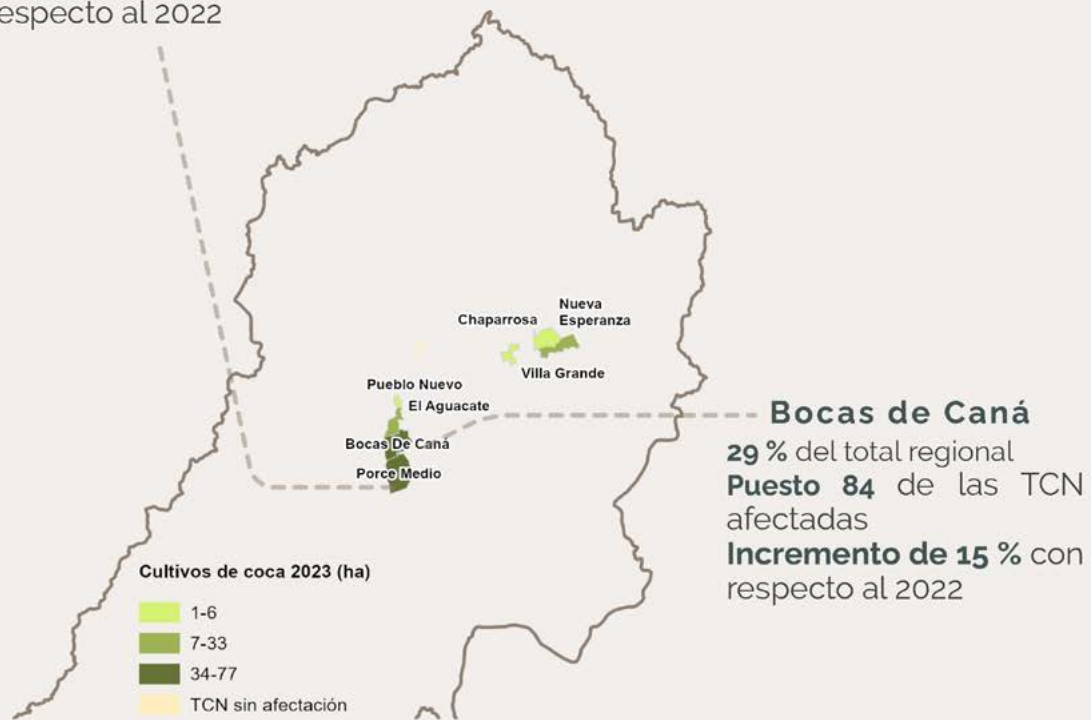 respecto al 2022
Nueva
Esperanza
Chaparrosa
Villa Grande
Pueblo Nuevo
El Aguacate
Bocas De Caná
Porce Medio
Bocas de Caná
29 % del total regional
Puesto 84 de las TCN
afectadas
Incremento de 15 % con
respecto al 2022
Cultivos de coca 2023 (ha)
1-6
7-33
34-77
TCN sin afectación